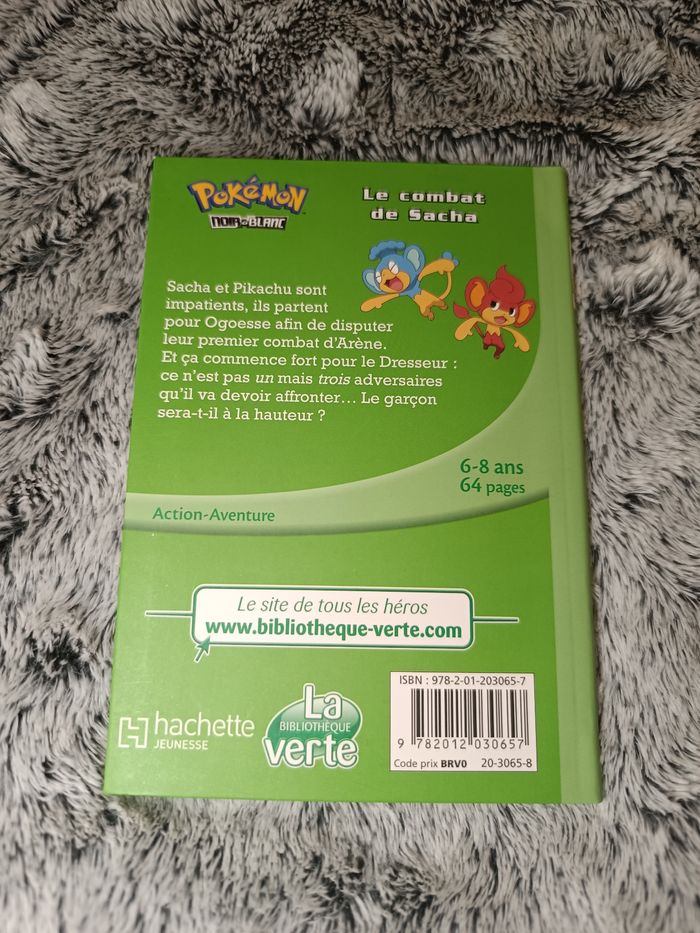 POKÉMON
NOIR & BLANC
Le combat
de Sacha
Sacha et Pikachu sont
impatients, ils partent
pour Ogoesse afin de disputer
leur premier combat d'Arène.
Et ça commence fort pour le Dresseur :
ce n'est pas un mais trois adversaires
qu'il va devoir affronter… Le garçon
sera-t-il à la hauteur ?
6-8 ans
64 pages
Action-Aventure
Le site de tous les héros
www.bibliotheque-verte.com
ISBN : 978-2-01-203065-7
9 782012 030657
Code prix BRV0 20-3065-8
hachette
JEUNESSE
La
BIBLIOTHÈQUE
verte